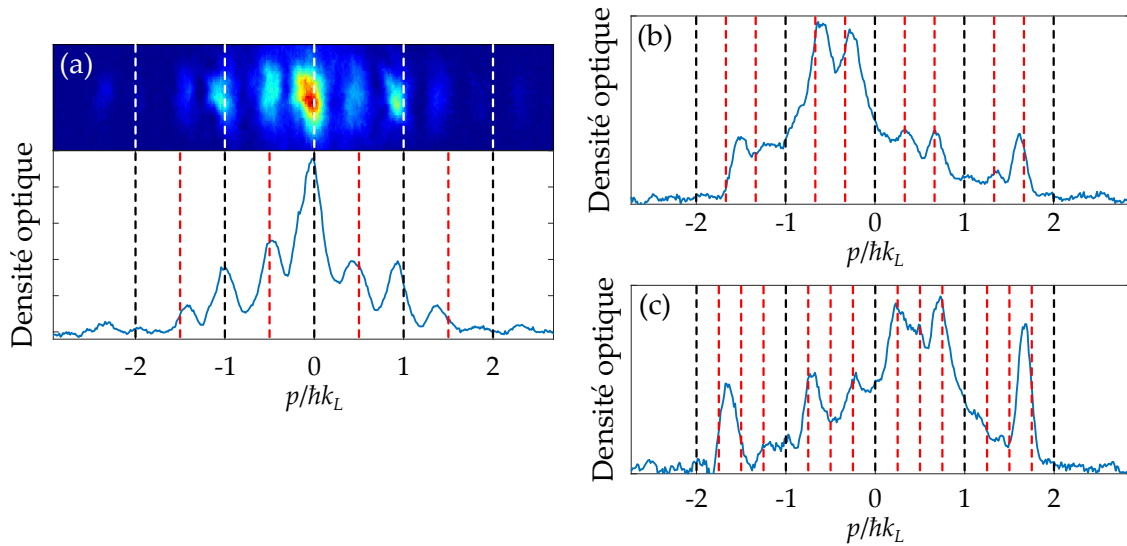 (a)
Densité optique
-2 -1 0 1 2
p/ħk_L
(b)
Densité optique
-2 -1 0 1 2
p/ħk_L
(c)
Densité optique
-2 -1 0 1 2
p/ħk_L